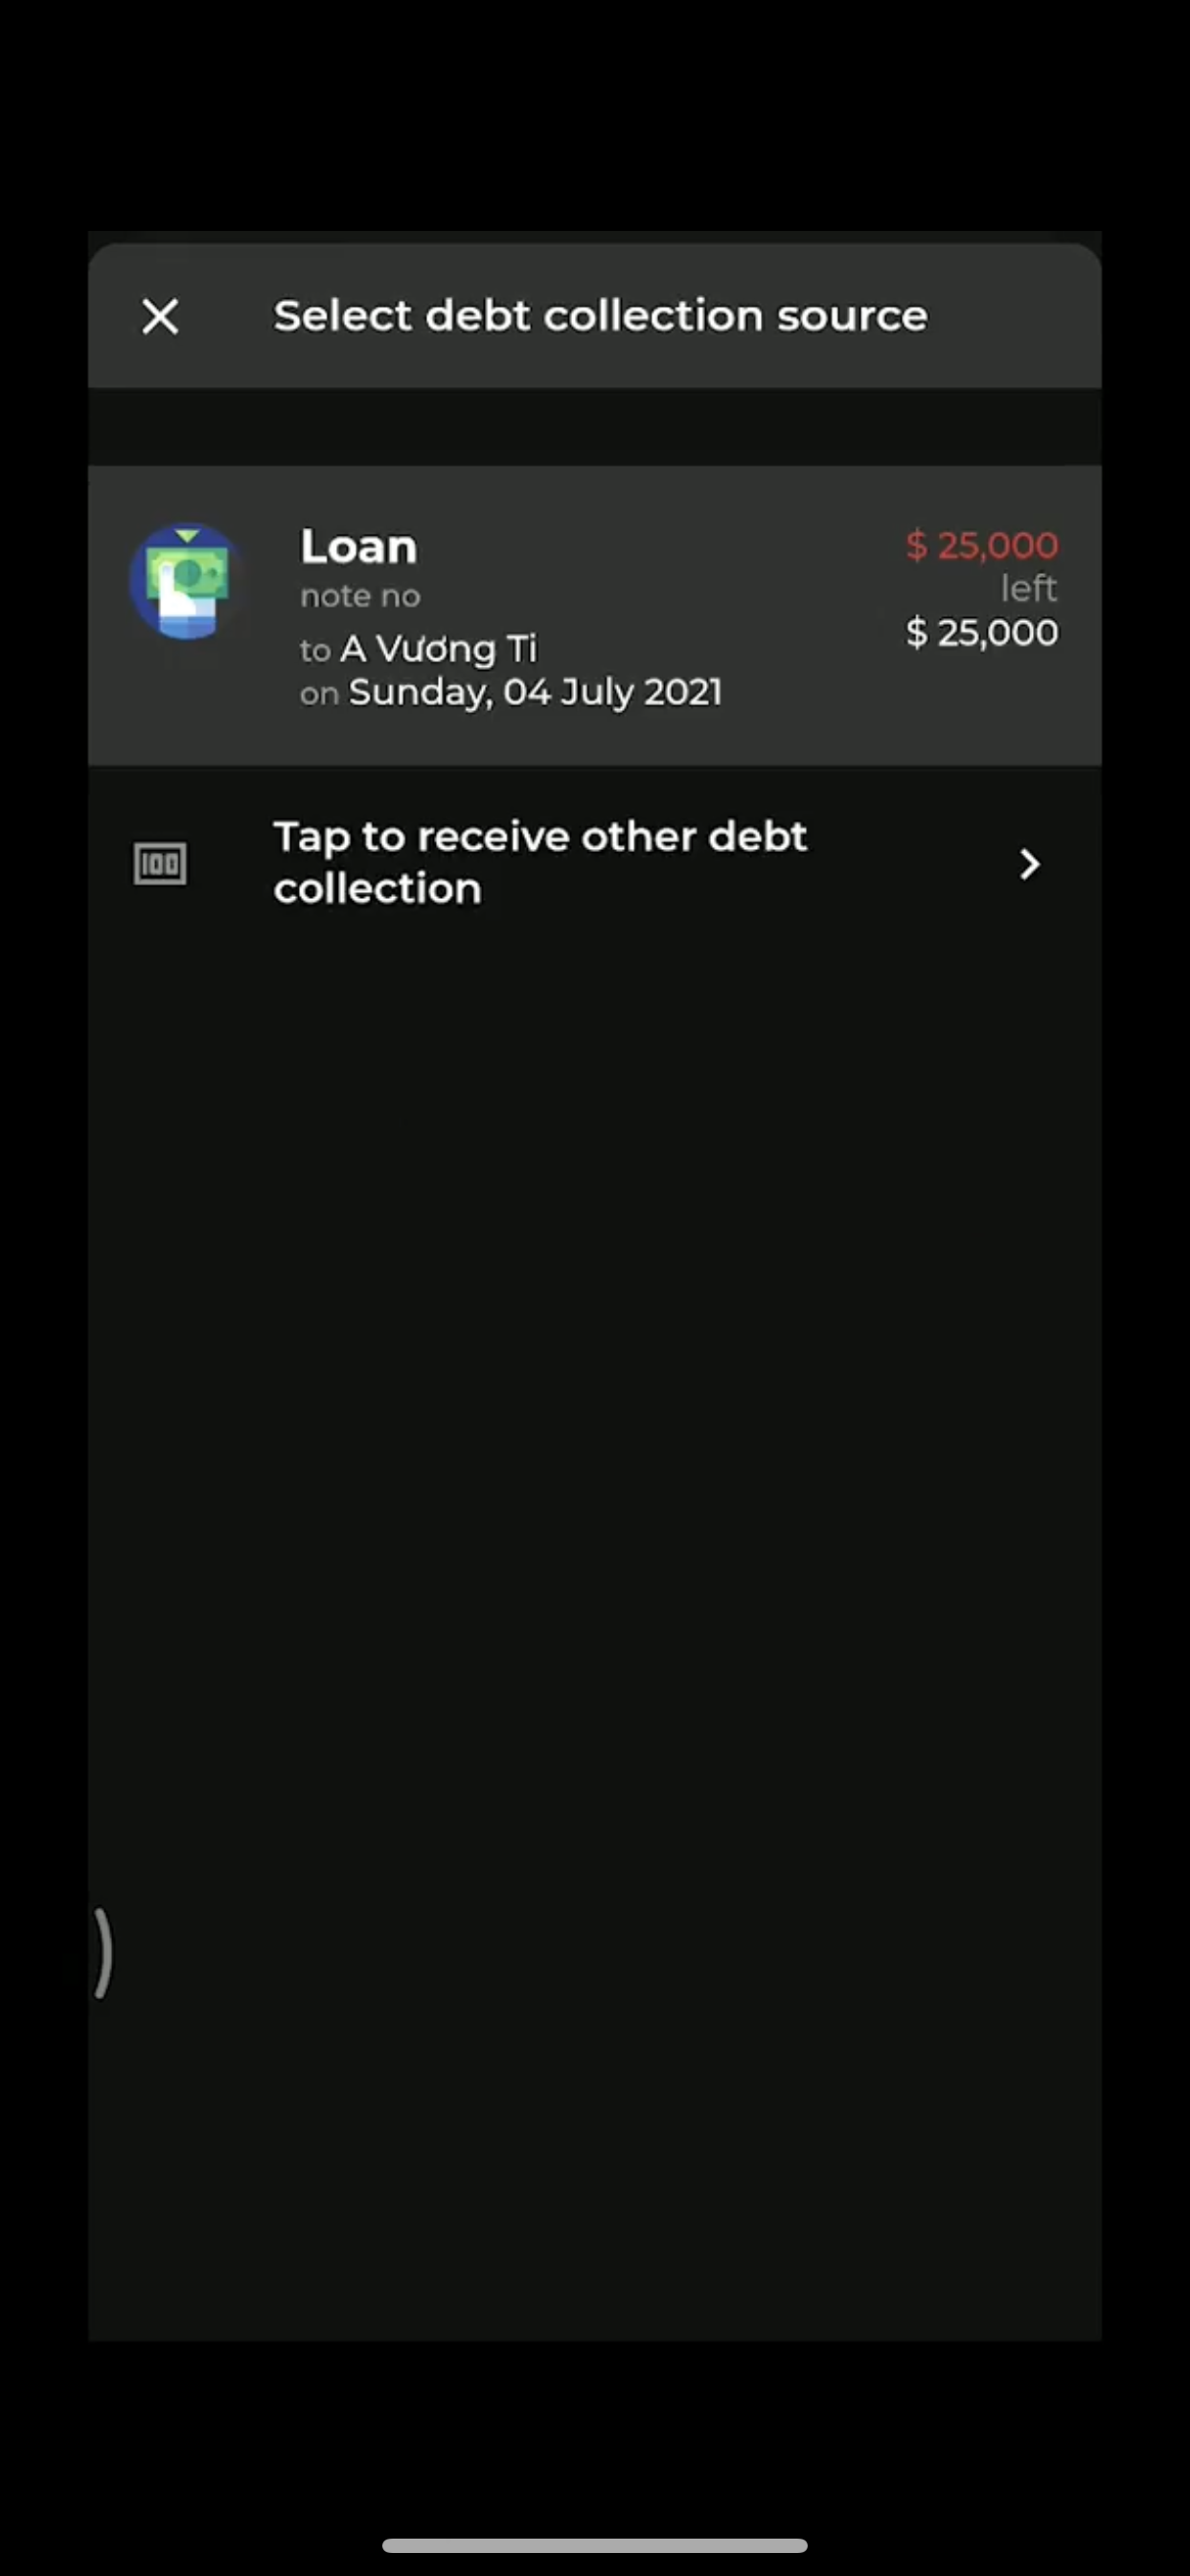 Select debt collection source
Loan
$ 25,000
note no
left
to A Vương Ti
$ 25,000
on Sunday, 04 July 2021
100
Tap to receive other debt
collection